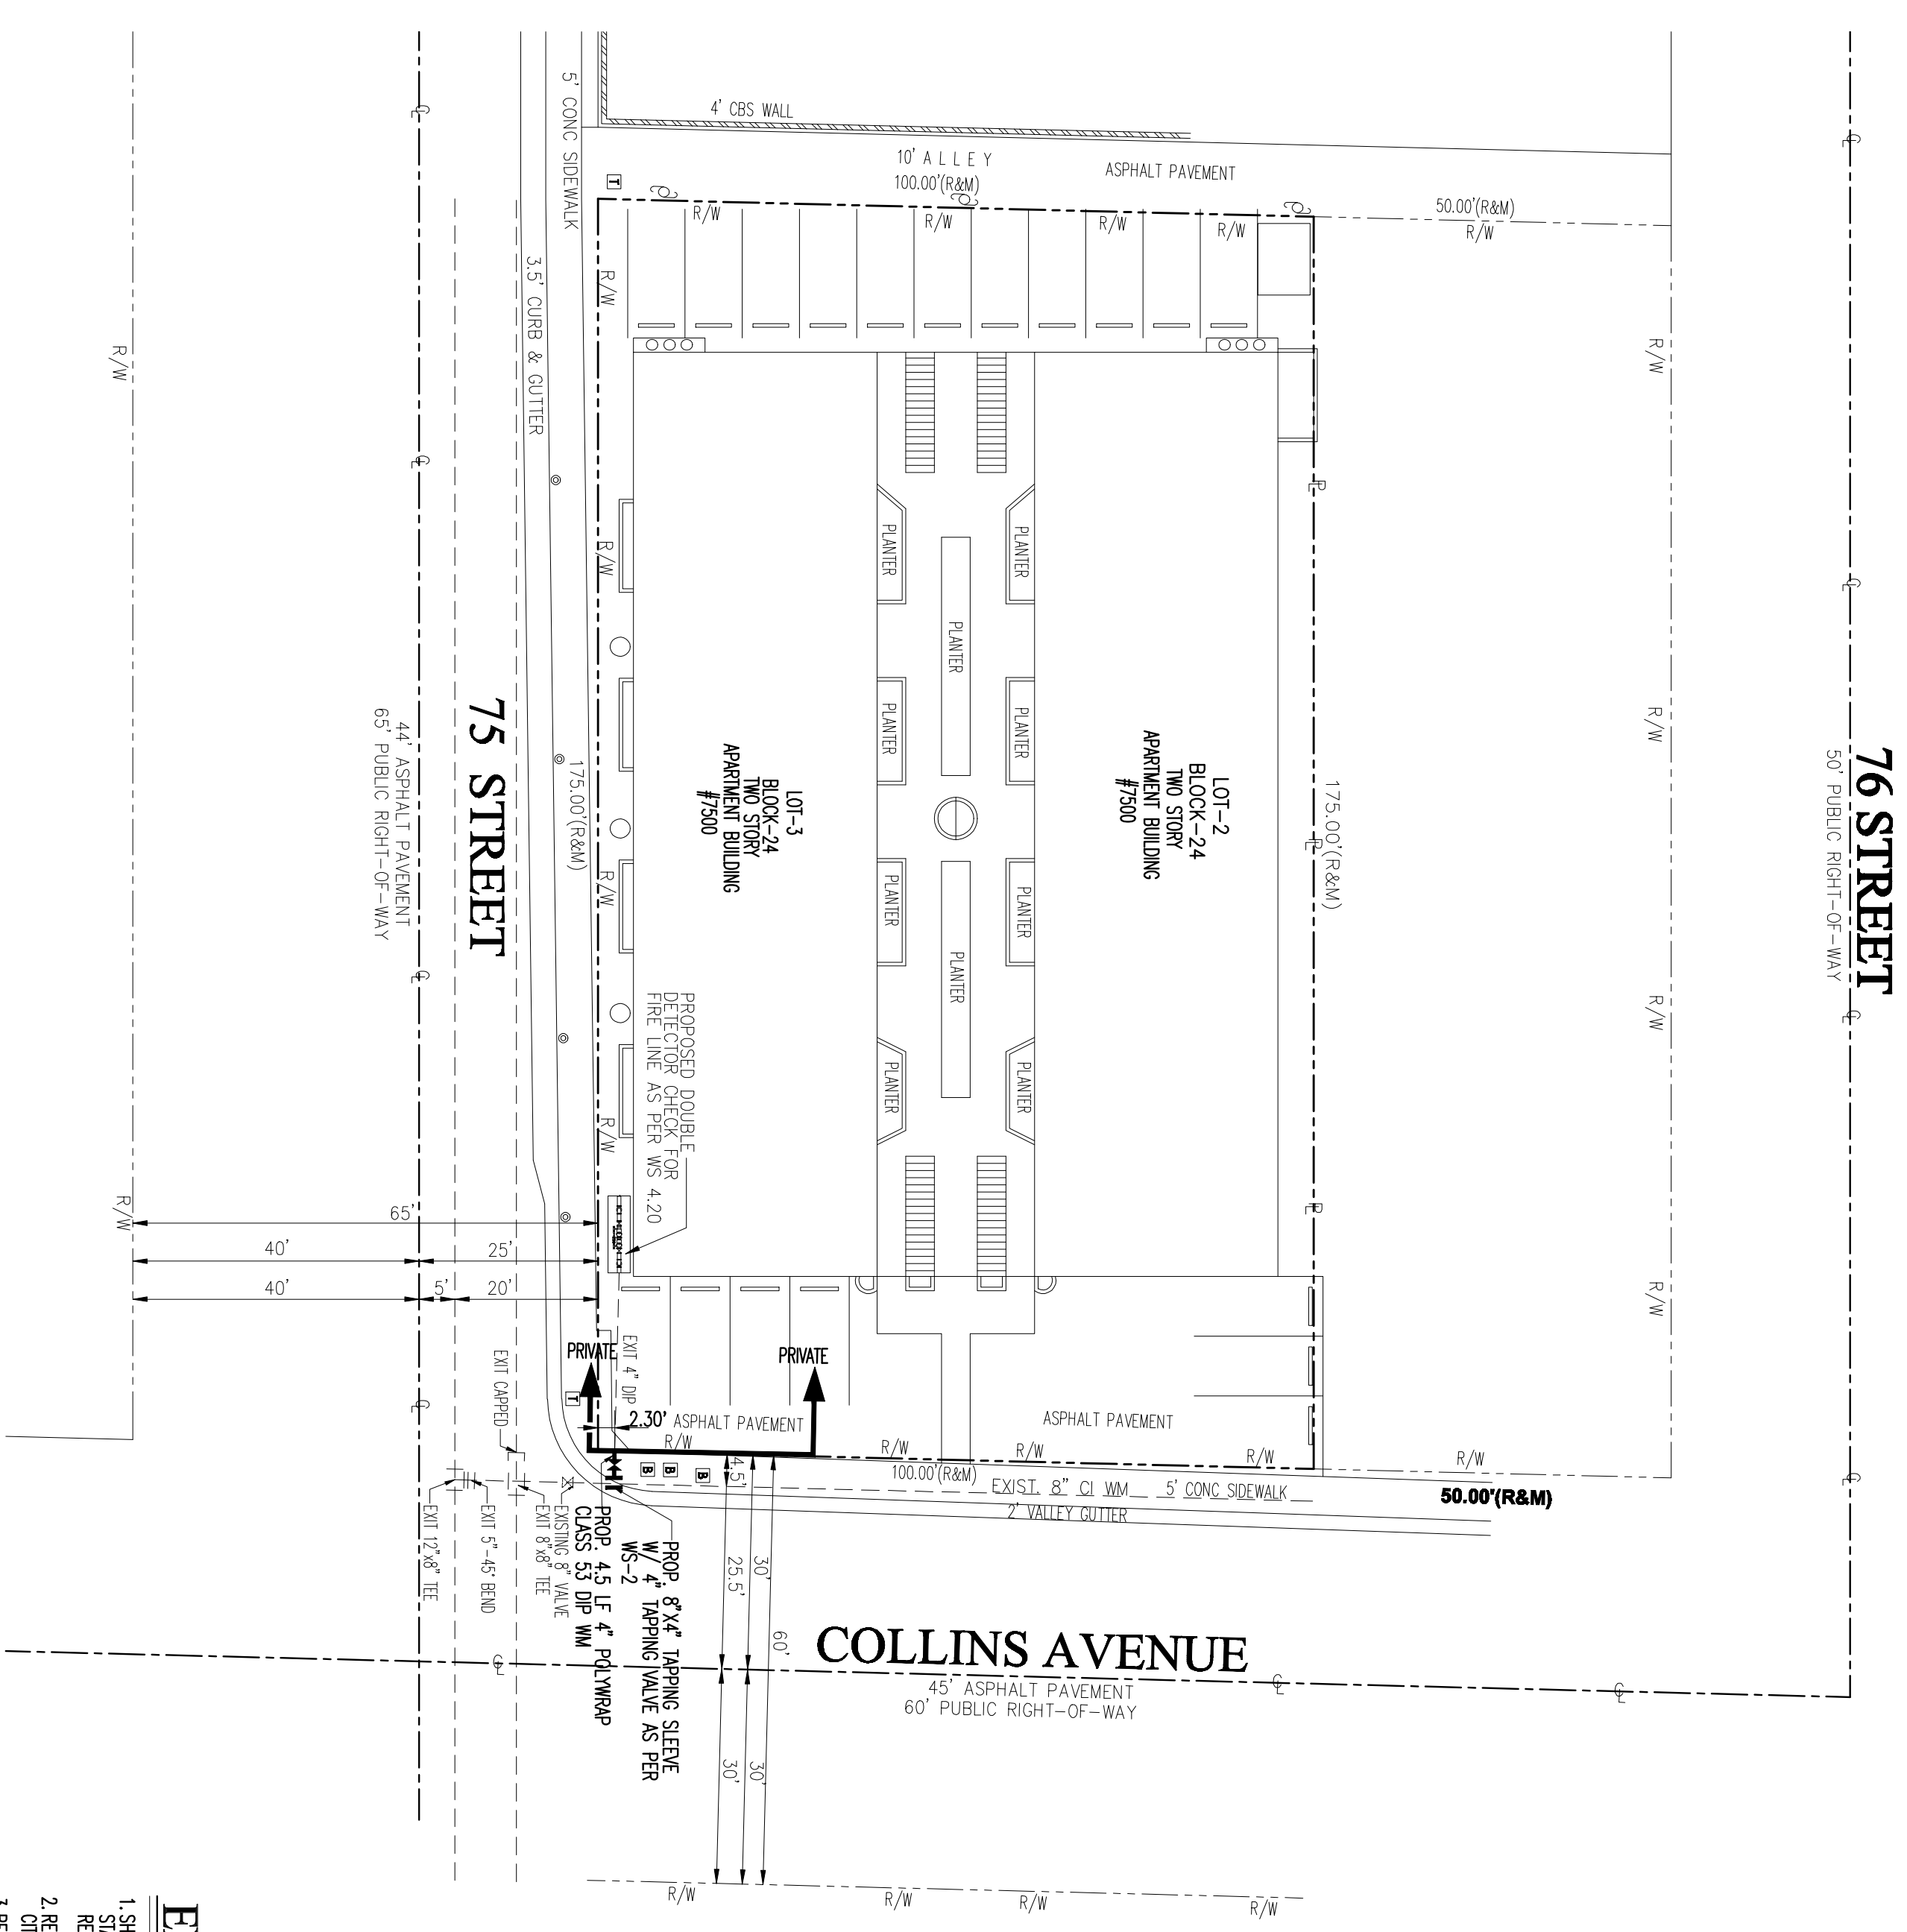 76 STREET
50' PUBLIC RIGHT-OF-WAY
℄
℄
℄
R/W
R/W
R/W
R/W
50.00'(R&M)
R/W
R/W
50.00'(R&M)
4' CBS WALL
10' A L L E Y
100.00'(R&M)
ASPHALT PAVEMENT
R/W
R/W
R/W
R/W
T
175.00'(R&M)
LOT-2
BLOCK-24
TWO STORY
APARTMENT BUILDING
#7500
PLANTER
PLANTER
PLANTER
PLANTER
PLANTER
PLANTER
PLANTER
PLANTER
PLANTER
PLANTER
LOT-3
BLOCK-24
TWO STORY
APARTMENT BUILDING
#7500
PROPOSED DOUBLE
DETECTOR CHECK FOR
FIRE LINE AS PER WS 4.20
R/W
R/W
R/W
R/W
175.00'(R&M)
5' CONC SIDEWALK
3.5' CURB & GUTTER
75 STREET
44' ASPHALT PAVEMENT
65' PUBLIC RIGHT-OF-WAY
℄
℄
℄
℄
R/W
R/W
65'
40'
25'
40'
5'
20'
PRIVATE
PRIVATE
EXIT 4" DIP
2.30'
ASPHALT PAVEMENT
ASPHALT PAVEMENT
R/W
R/W
R/W
R/W
T
B
B
B
4.5'
100.00'(R&M)
EXIST. 8" CI WM
5' CONC SIDEWALK
2' VALLEY GUTTER
EXIT CAPPED
EXIT 12"x8" TEE
EXIT 5"-45° BEND
EXIT 8"x8" TEE
EXISTING 8" VALVE
PROP. 4.5 LF 4" POLYWRAP
CLASS 53 DIP WM
PROP. 8"X4" TAPPING SLEEVE
W/ 4" TAPPING VALVE AS PER
WS-2
25.5'
30'
60'
30'
30'
COLLINS AVENUE
45' ASPHALT PAVEMENT
60' PUBLIC RIGHT-OF-WAY
℄
℄
℄
R/W
R/W
R/W
R/W
1. SH
STA
RE
2. RE
CIT